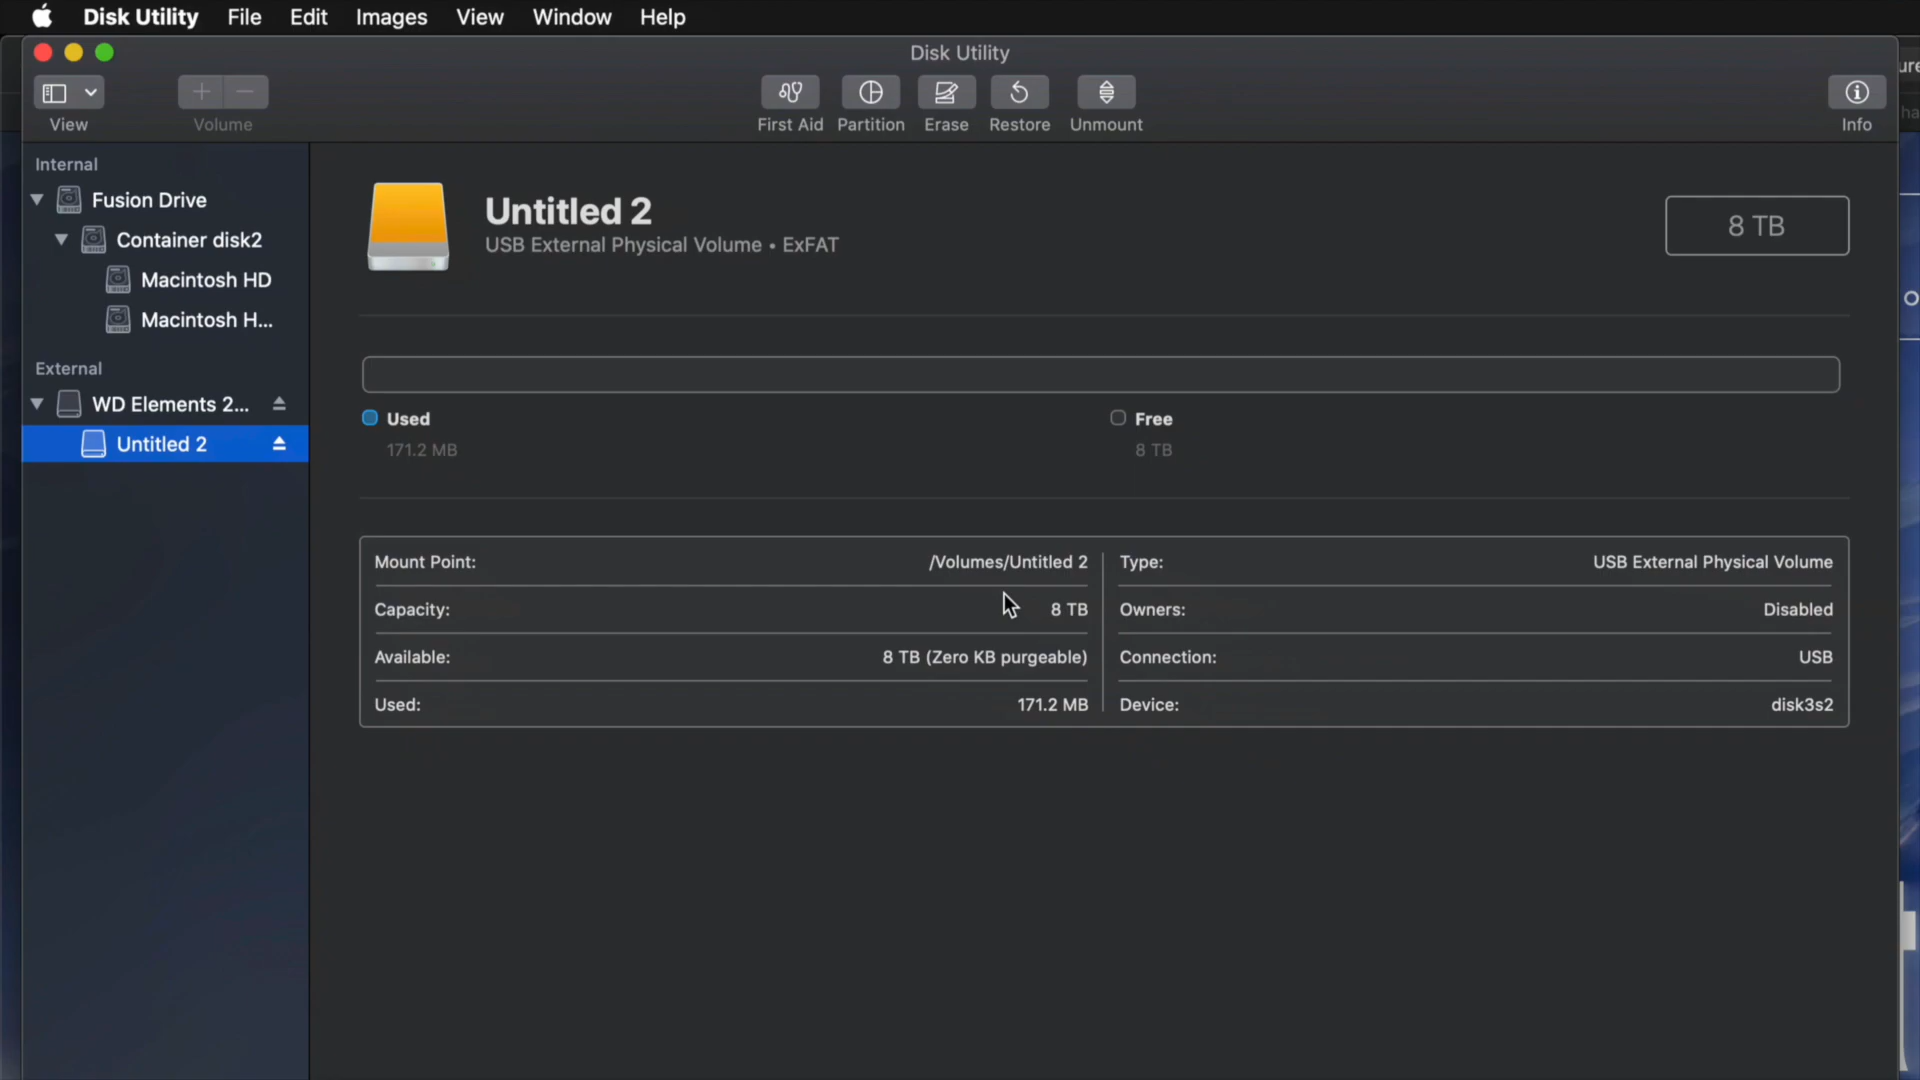 Disk Utility File Edit Images View Window Help
Disk Utility
View Volume First Aid Partition Erase Restore Unmount Info
Internal
Fusion Drive
Container disk2
Macintosh HD
Macintosh H...
External
WD Elements 2...
Untitled 2
Untitled 2
USB External Physical Volume • ExFAT
8 TB
Used
171.2 MB
Free
8 TB
Mount Point: /Volumes/Untitled 2
Capacity: 8 TB
Available: 8 TB (Zero KB purgeable)
Used: 171.2 MB
Type: USB External Physical Volume
Owners: Disabled
Connection: USB
Device: disk3s2